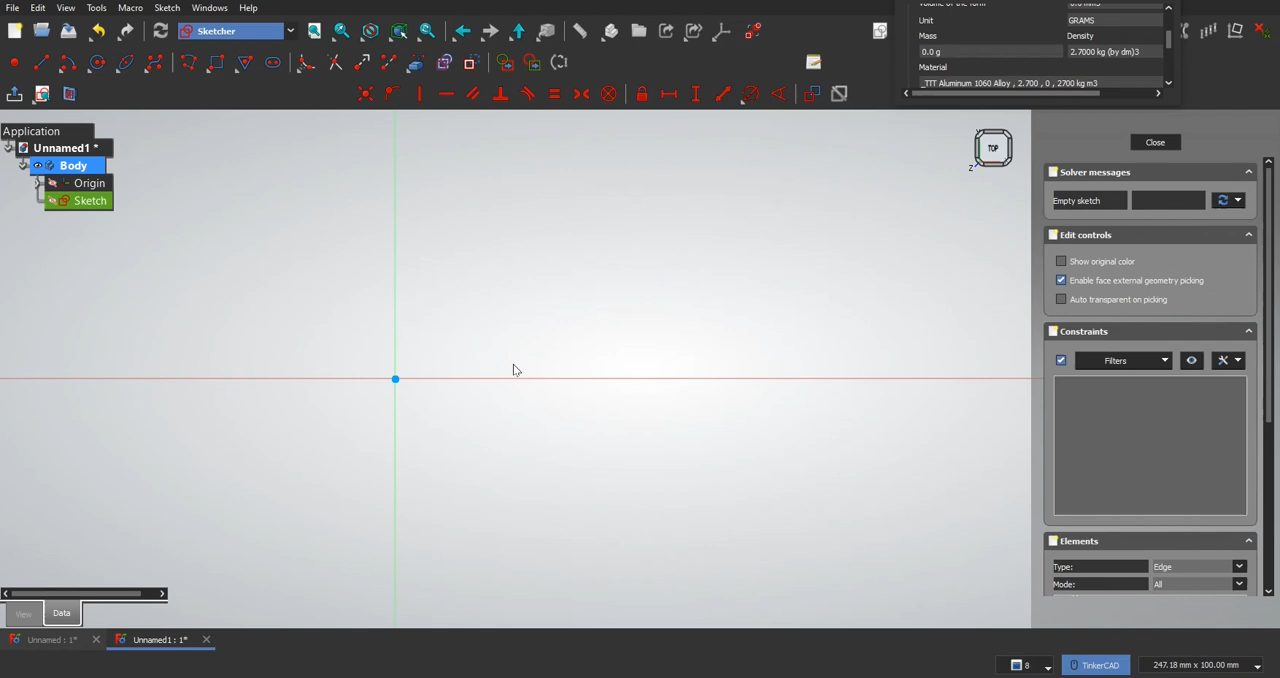 File Edit View Tools Macro Sketch Windows Help
Unit GRAMS
Sketcher
Mass Density
0.0 g 2.7000 kg (by dm)3
Material
_TTT Aluminum 1060 Alloy , 2.700 , 0 , 2700 kg m3
Application
Unnamed1 *
Body
Origin
Sketch
TOP
Z
Close
Solver messages
Empty sketch
Edit controls
Show original color
Enable face external geometry picking
Auto transparent on picking
Constraints
Filters
Elements
Type: Edge
Mode: All
View Data
Unnamed : 1* Unnamed1 : 1*
8 TinkerCAD 247.18 mm x 100.00 mm